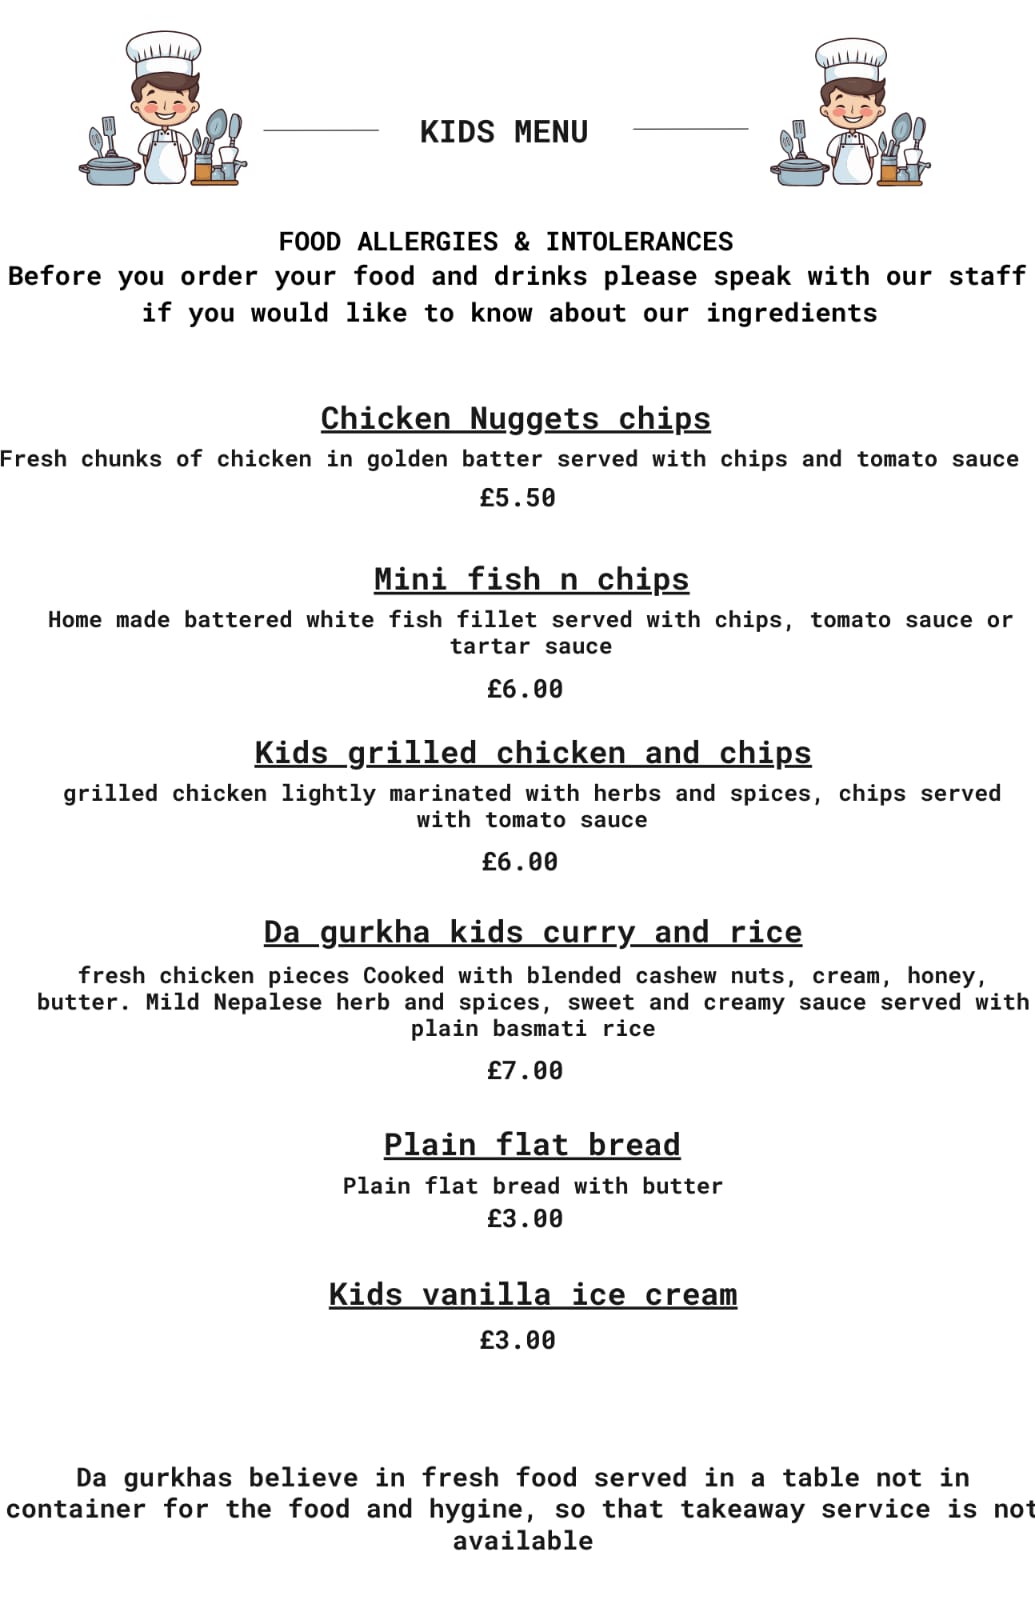 KIDS MENU
FOOD ALLERGIES & INTOLERANCES
Before you order your food and drinks please speak with our staff
if you would like to know about our ingredients
Chicken Nuggets chips
Fresh chunks of chicken in golden batter served with chips and tomato sauce
£5.50
Mini fish n chips
Home made battered white fish fillet served with chips, tomato sauce or
tartar sauce
£6.00
Kids grilled chicken and chips
grilled chicken lightly marinated with herbs and spices, chips served
with tomato sauce
£6.00
Da gurkha kids curry and rice
fresh chicken pieces Cooked with blended cashew nuts, cream, honey,
butter. Mild Nepalese herb and spices, sweet and creamy sauce served with
plain basmati rice
£7.00
Plain flat bread
Plain flat bread with butter
£3.00
Kids vanilla ice cream
£3.00
Da gurkhas believe in fresh food served in a table not in
container for the food and hygine, so that takeaway service is not
available